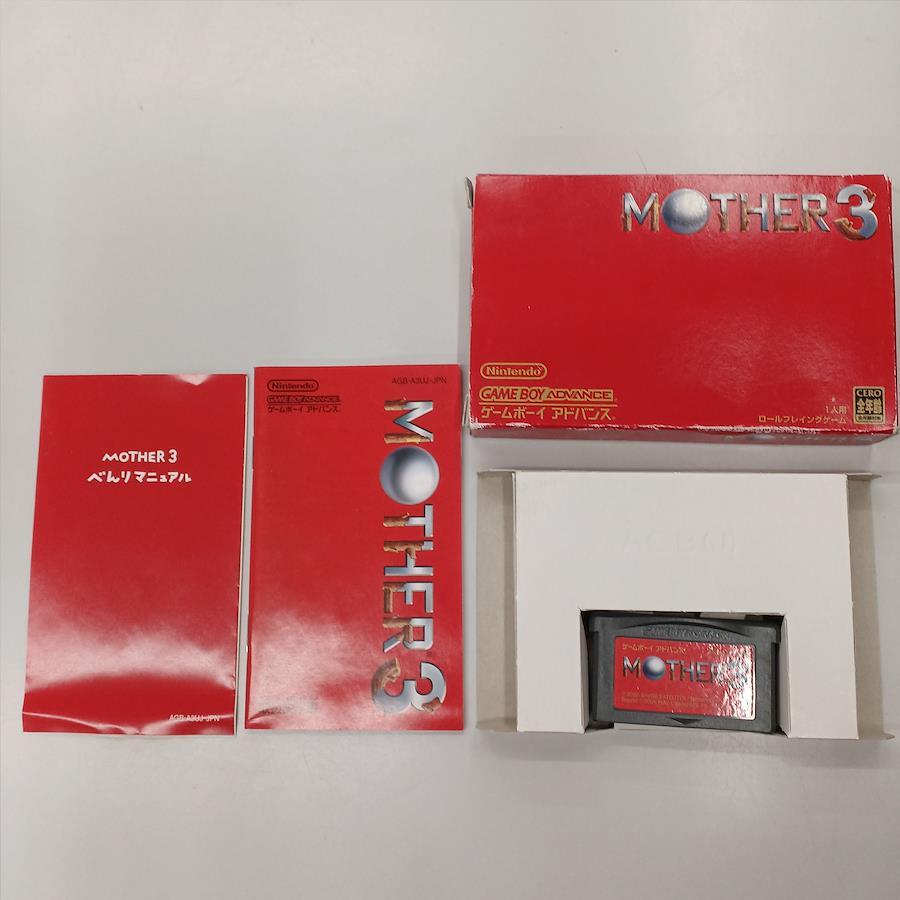 MOTHER 3
Nintendo
GAME BOY ADVANCE
ゲームボーイ アドバンス
CERO
全年齢
1人用
ロールプレイングゲーム
MOTHER 3
べんりマニュアル
AGB-A3UJ-JPN
Nintendo
GAME BOY ADVANCE
ゲームボーイ アドバンス
AGB-A3UJ-JPN
MOTHER 3
GAME BOY ADVANCE
ゲームボーイ アドバンス
MOTHER 3